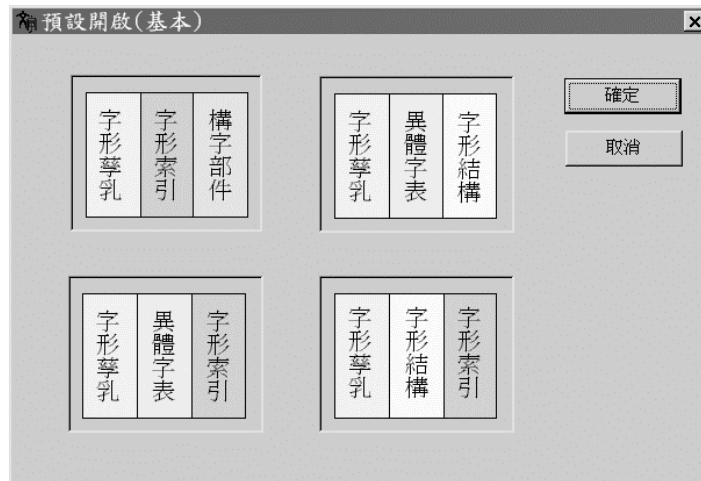 預設開啟(基本)
字形孳乳
字形索引
構字部件
字形孳乳
異體字表
字形結構
確定
取消
字形孳乳
異體字表
字形索引
字形孳乳
字形結構
字形索引